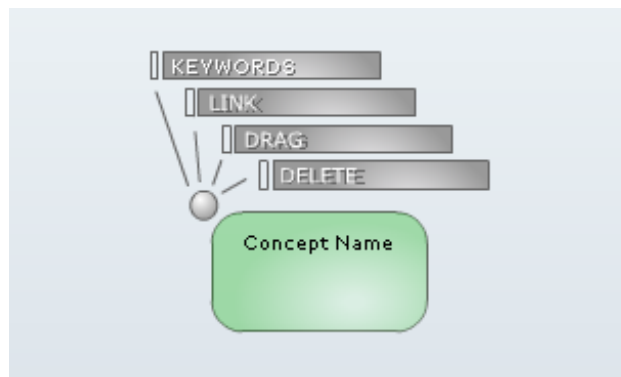 KEYWORDS
LINK
DRAG
DELETE
Concept Name